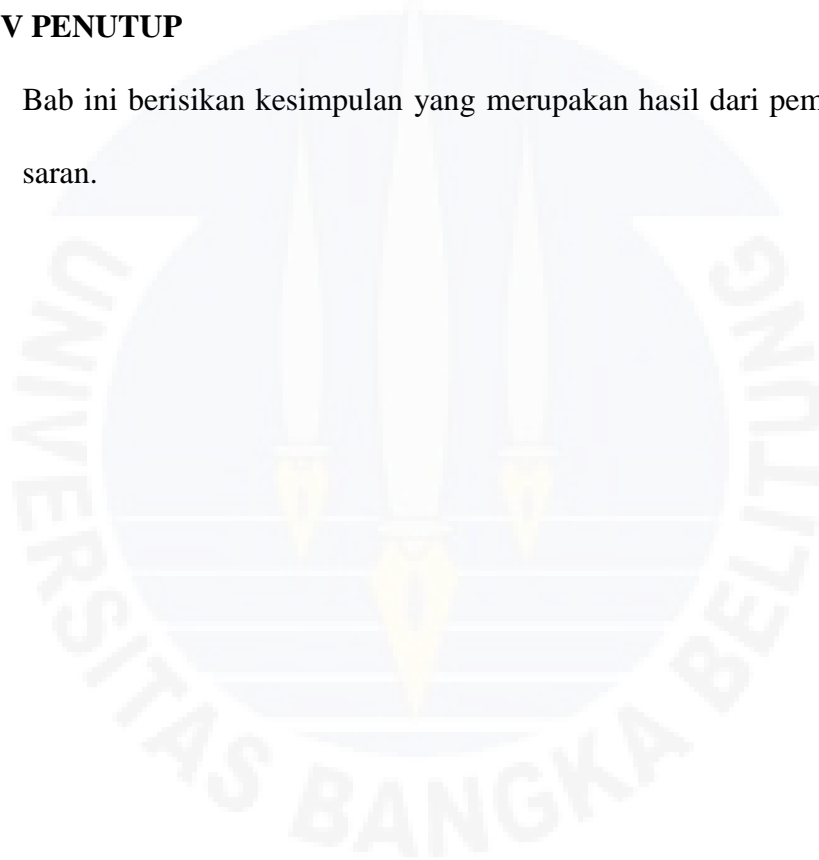 V PENUTUP
Bab ini berisikan kesimpulan yang merupakan hasil dari pem
saran.
UNIVERSITAS BANGKA BELITUNG